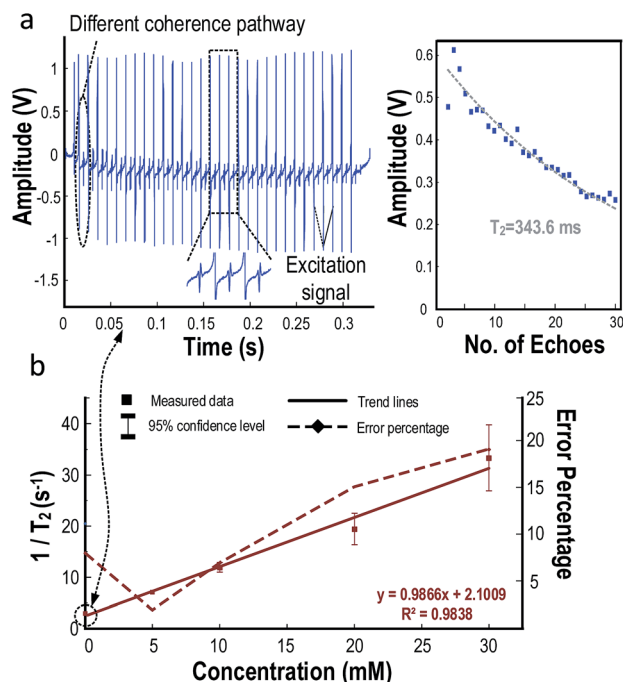 a
Different coherence pathway
Amplitude (V)
1
0.5
0
-0.5
-1
-1.5
0
0.05
0.1
0.15
0.2
0.25
0.3
Time (s)
Excitation
signal
Amplitude (V)
0.6
0.5
0.4
0.3
0.2
0.1
0
0
10
20
30
No. of Echoes
T2=343.6 ms
b
Measured data
95% confidence level
Trend lines
Error percentage
1 / T2 (s-1)
40
30
20
10
0
25
20
15
10
5
Error Percentage
y = 0.9866x + 2.1009
R² = 0.9838
0
5
10
15
20
25
30
Concentration (mM)